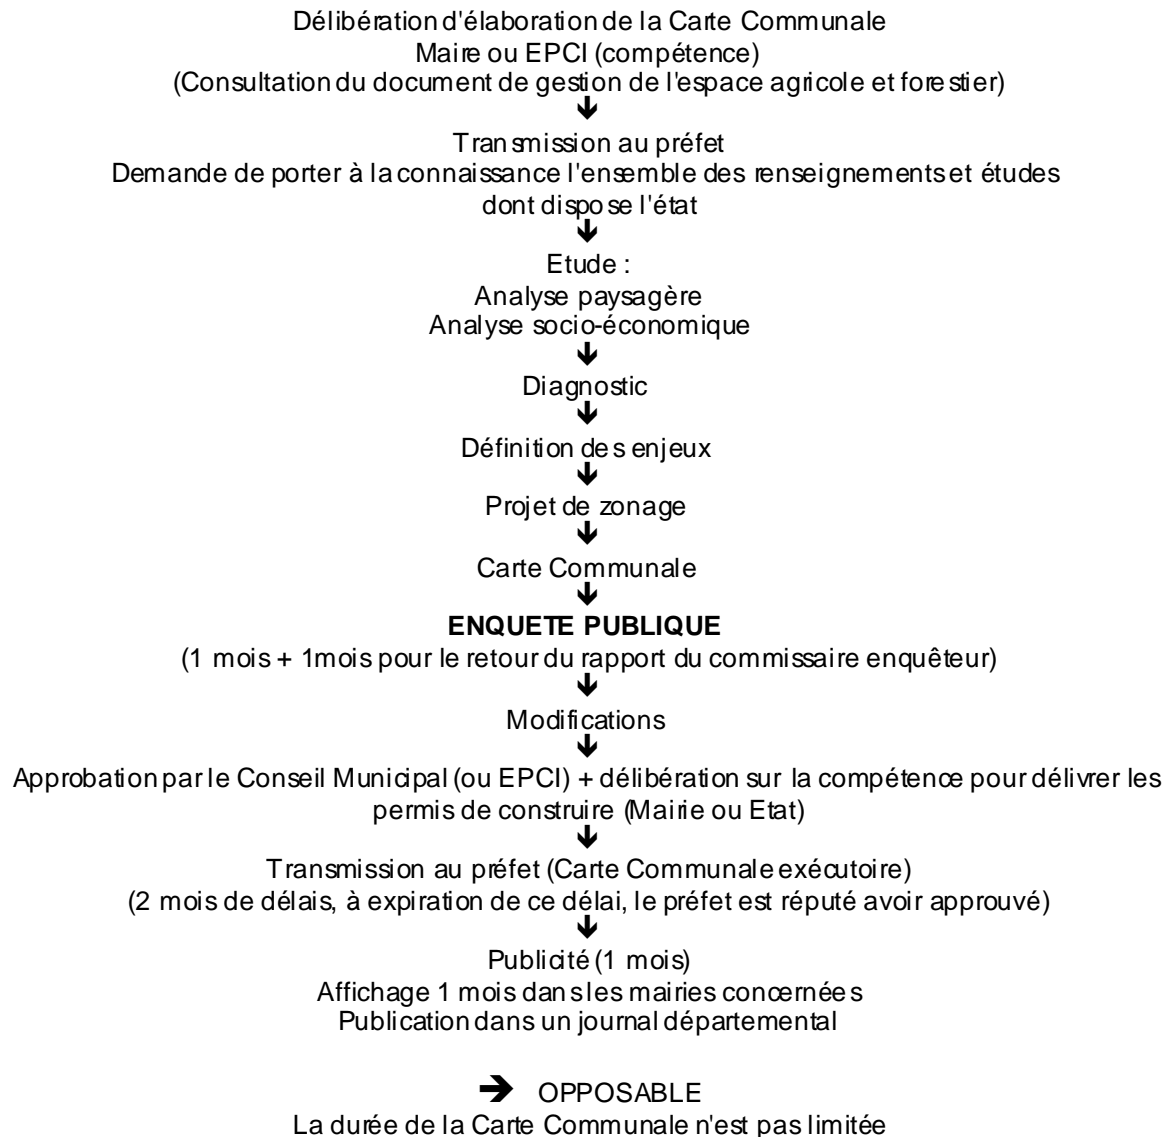 Délibération d'élaboration de la Carte Communale
Maire ou EPCI (compétence)
(Consultation du document de gestion de l'espace agricole et forestier)
🡻
Transmission au préfet
Demande de porter à la connaissance l'ensemble des renseignements et études
dont dispose l'état
🡻
Etude :
Analyse paysagère
Analyse socio-économique
🡻
Diagnostic
🡻
Définition des enjeux
🡻
Projet de zonage
🡻
Carte Communale
🡻
ENQUETE PUBLIQUE
(1 mois + 1mois pour le retour du rapport du commissaire enquêteur)
🡻
Modifications
🡻
Approbation par le Conseil Municipal (ou EPCI) + délibération sur la compétence pour délivrer les
permis de construire (Mairie ou Etat)
🡻
Transmission au préfet (Carte Communale exécutoire)
(2 mois de délais, à expiration de ce délai, le préfet est réputé avoir approuvé)
🡻
Publicité (1 mois)
Affichage 1 mois dans les mairies concernées
Publication dans un journal départemental
🡺 OPPOSABLE
La durée de la Carte Communale n'est pas limitée